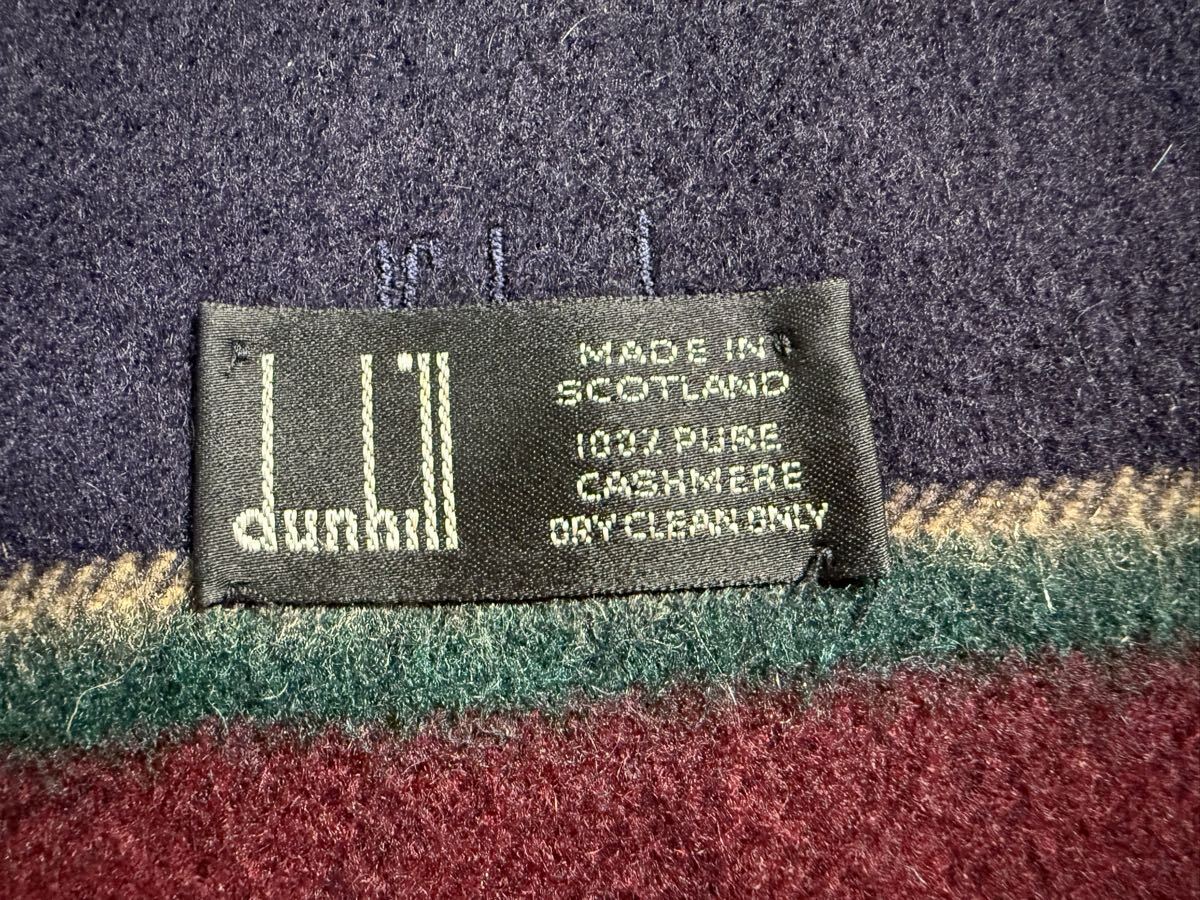 dunhill
MADE IN
SCOTLAND
100% PURE
CASHMERE
DRY CLEAN ONLY